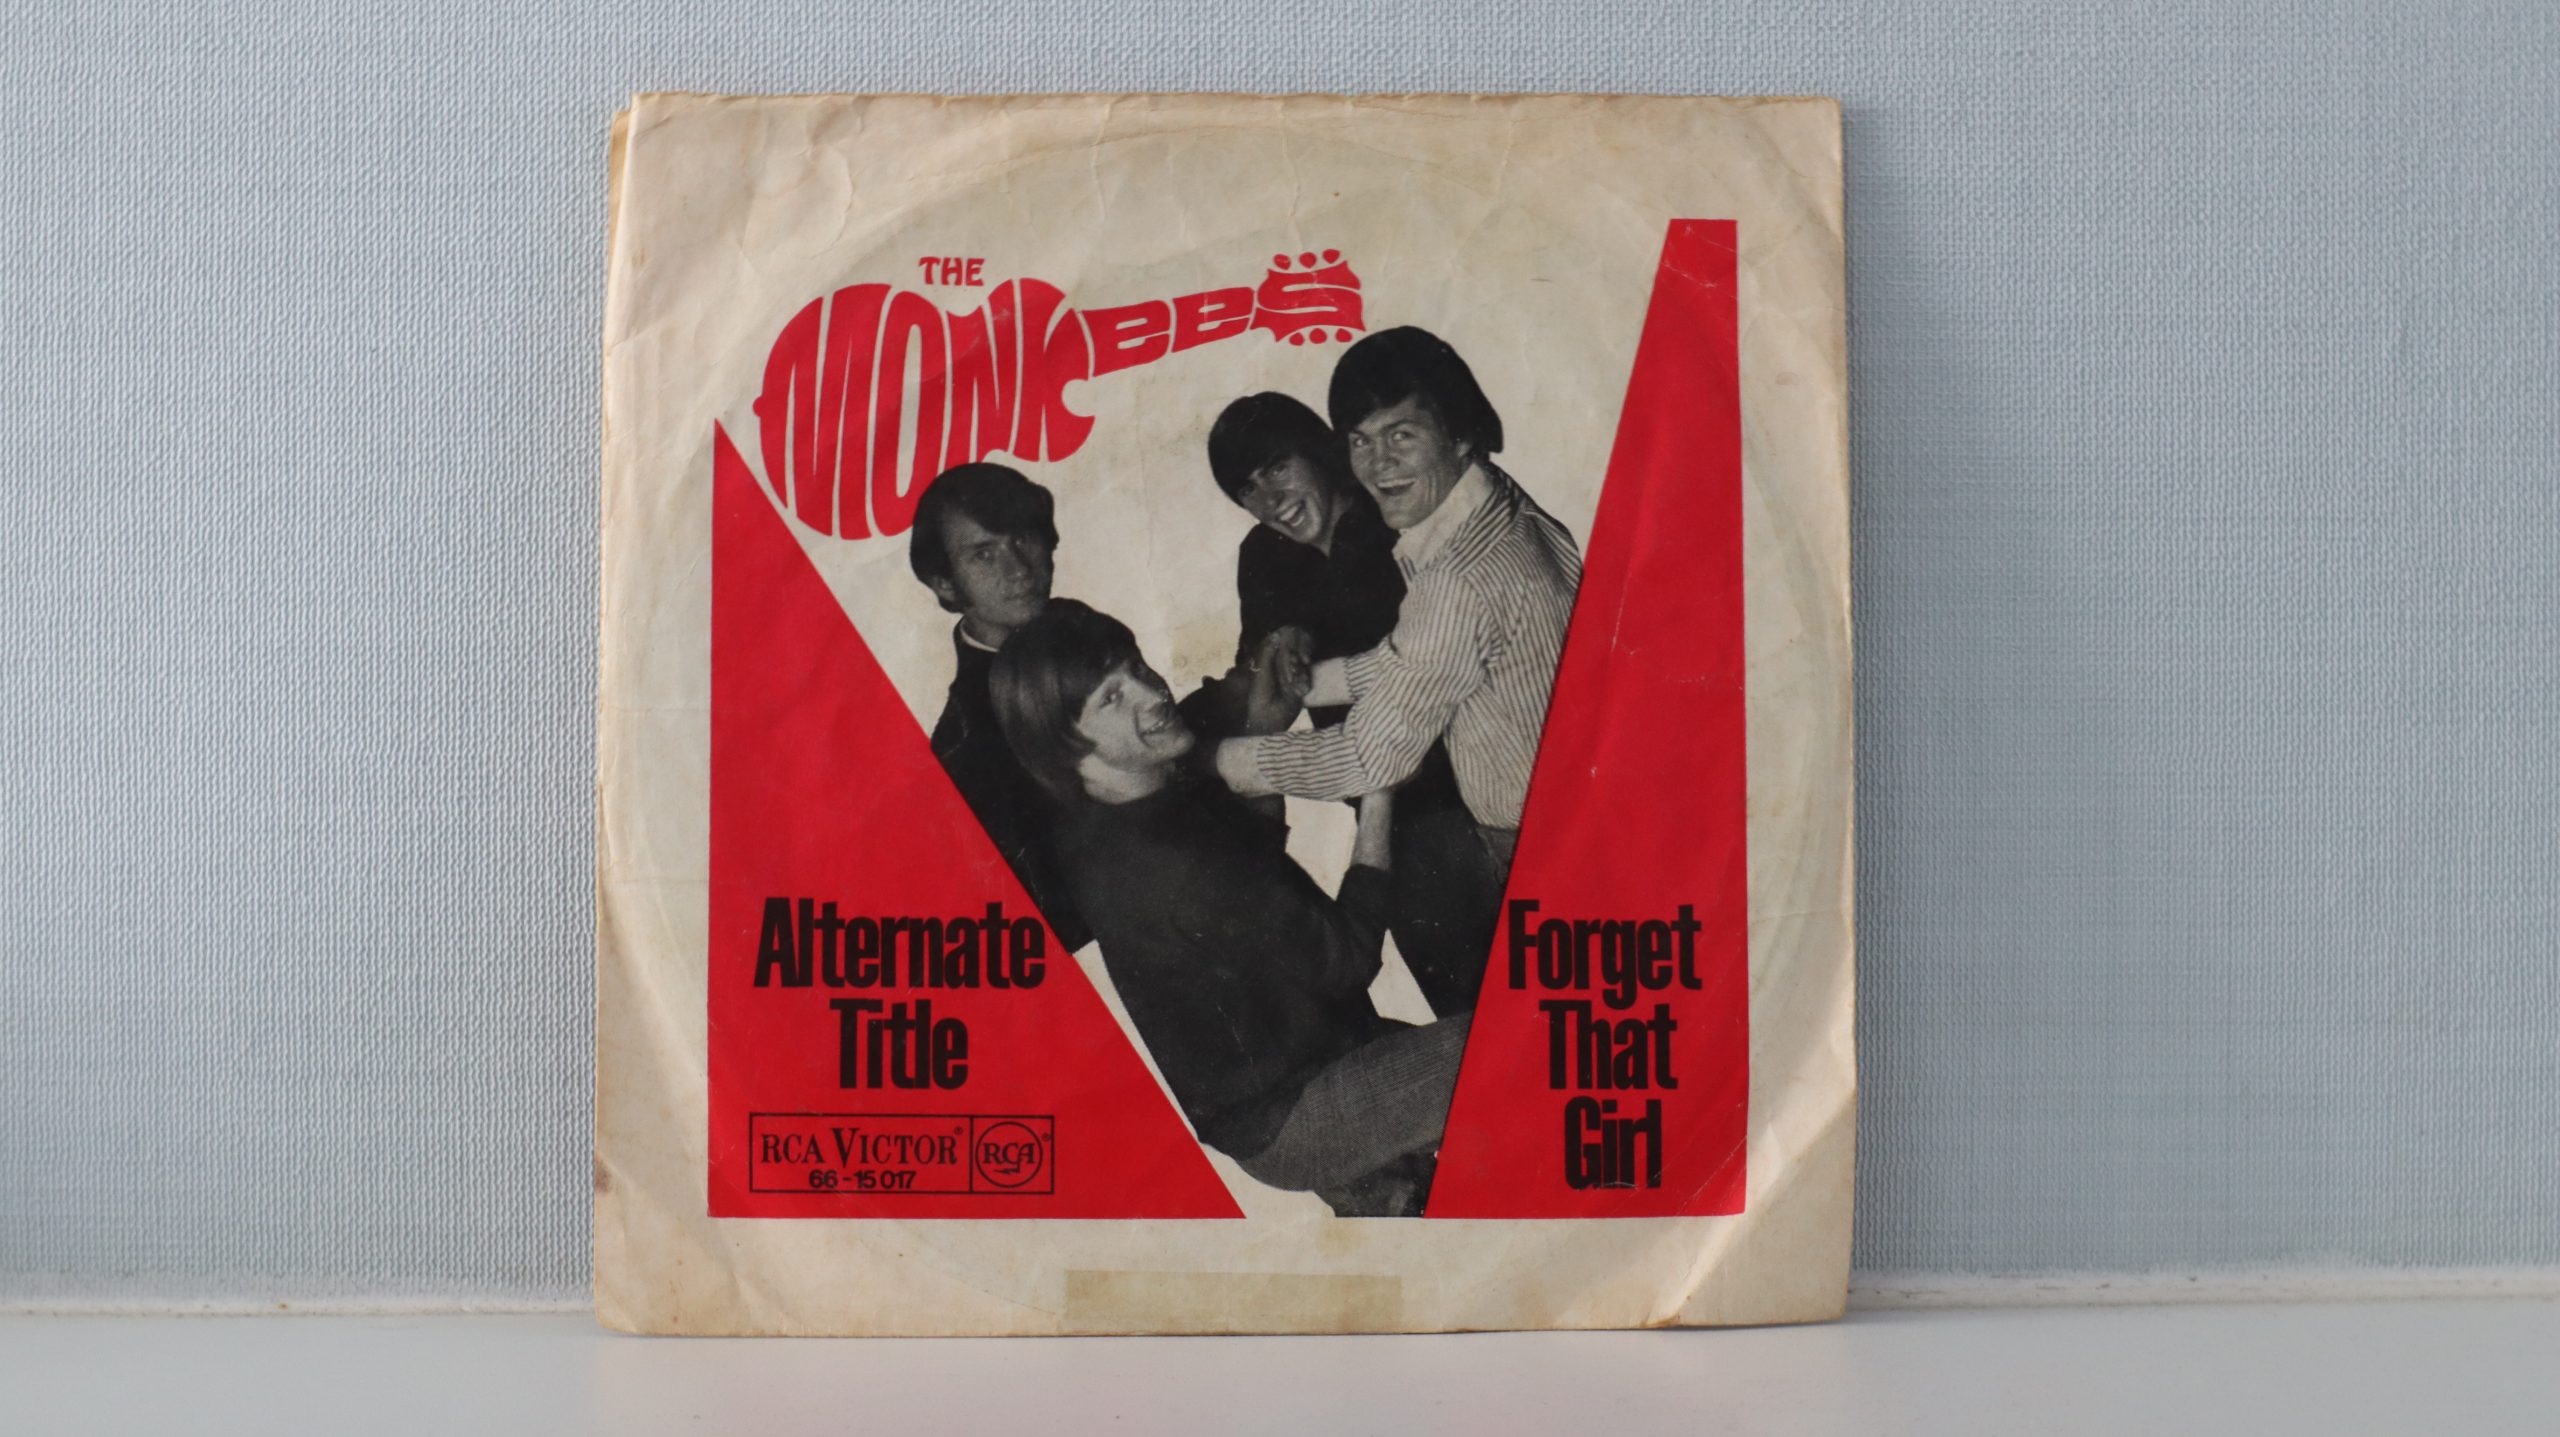 THE
MONKEES
Alternate
Title
Forget
That
Girl
RCA VICTOR® RCA®
66-15 017